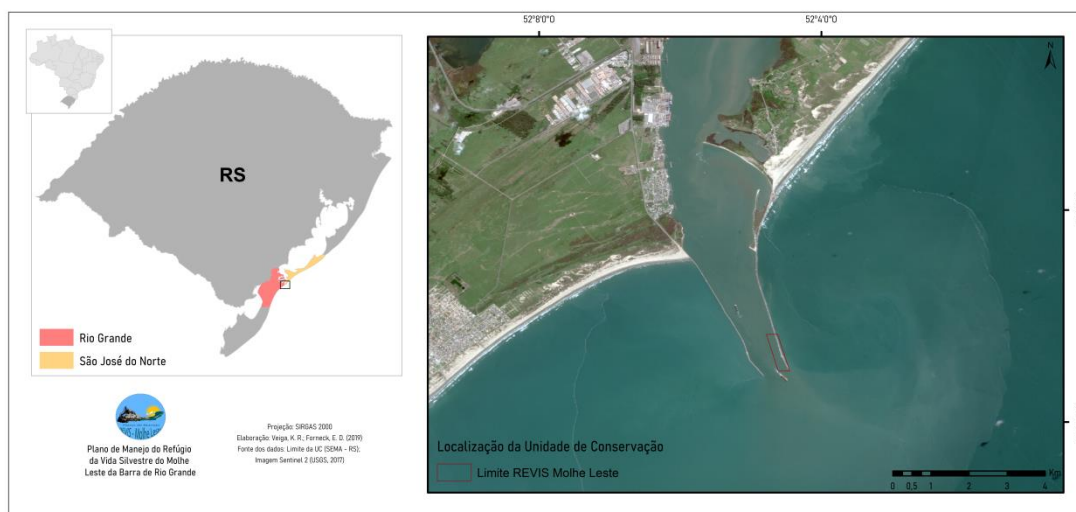 52°8'0"O
52°4'0"O
N
RS
Rio Grande
São José do Norte
Plano de Manejo do Refúgio
da Vida Silvestre do Molhe
Leste da Barra de Rio Grande
Projeção: SIRGAS 2000
Elaboração: Veiga, K. R.; Forneck, E. D. (2019)
Fonte dos dados: Limite da UC (SEMA - RS);
Imagem Sentinel 2 (USGS, 2017)
Localização da Unidade de Conservação
Limite REVIS Molhe Leste
Km
0 0,5 1 2 3 4